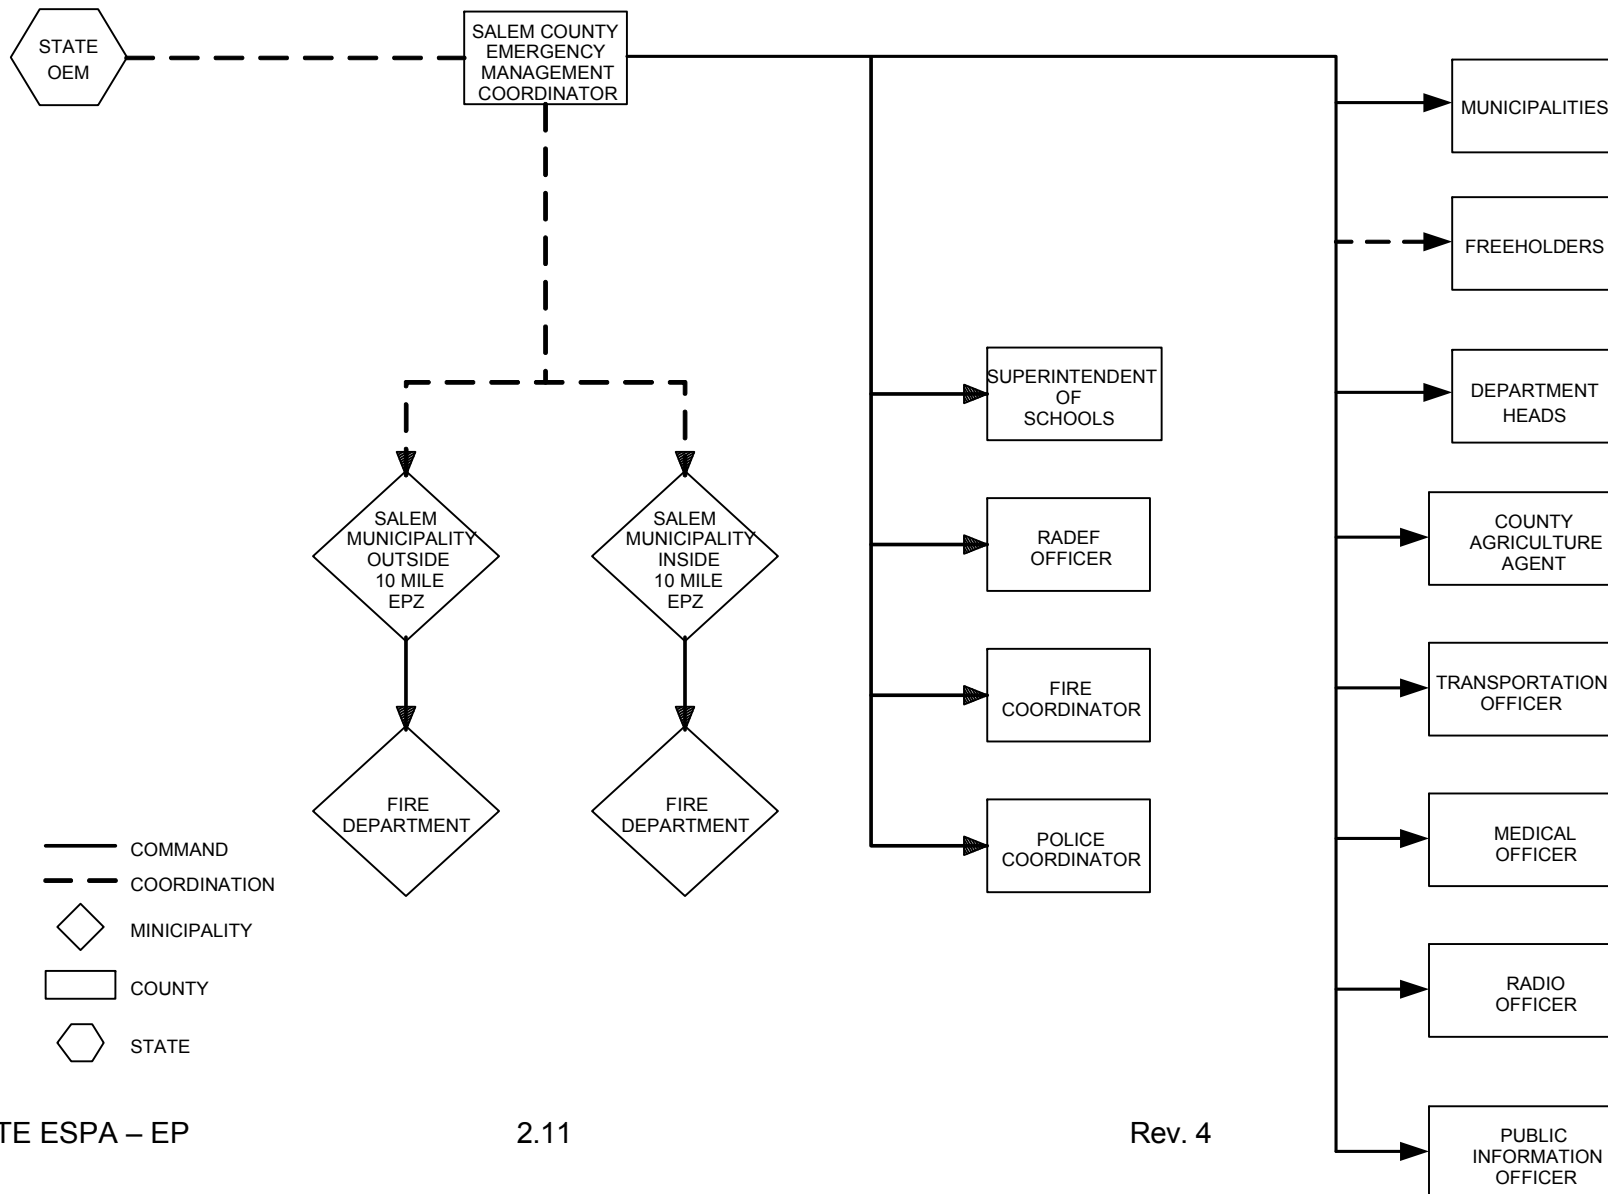 STATE
OEM
SALEM COUNTY
EMERGENCY
MANAGEMENT
COORDINATOR
MUNICIPALITIES
FREEHOLDERS
SUPERINTENDENT
OF
SCHOOLS
DEPARTMENT
HEADS
SALEM
MUNICIPALITY
OUTSIDE
10 MILE
EPZ
SALEM
MUNICIPALITY
INSIDE
10 MILE
EPZ
RADEF
OFFICER
COUNTY
AGRICULTURE
AGENT
FIRE
COORDINATOR
TRANSPORTATION
OFFICER
FIRE
DEPARTMENT
FIRE
DEPARTMENT
POLICE
COORDINATOR
MEDICAL
OFFICER
COMMAND
COORDINATION
MINICIPALITY
COUNTY
STATE
RADIO
OFFICER
PUBLIC
INFORMATION
OFFICER
TE ESPA – EP 2.11 Rev. 4